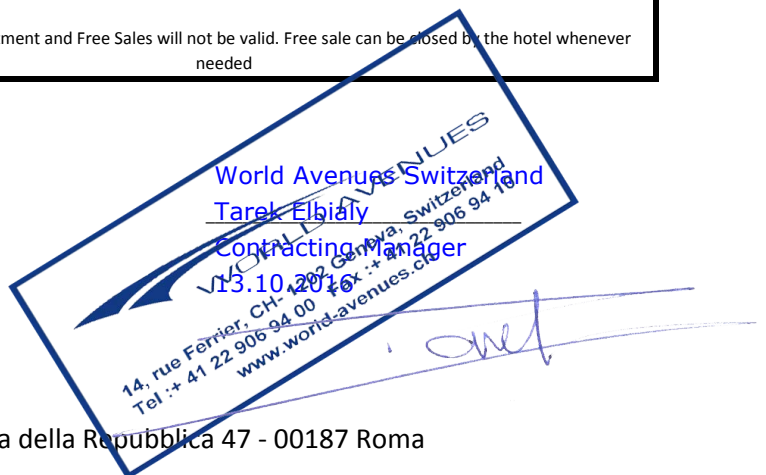 ment and Free Sales will not be valid. Free sale can be closed by the hotel whenever
needed
World Avenues Switzerland
Tarek Elbialy
Contracting Manager
13.10.2016
WORLD AVENUES
14, rue Ferrier, CH-1202 Geneva, Switzerland
Tel :+ 41 22 906 94 00 Fax :+ 41 22 906 94 10
www.world-avenues.ch
a della Repubblica 47 - 00187 Roma